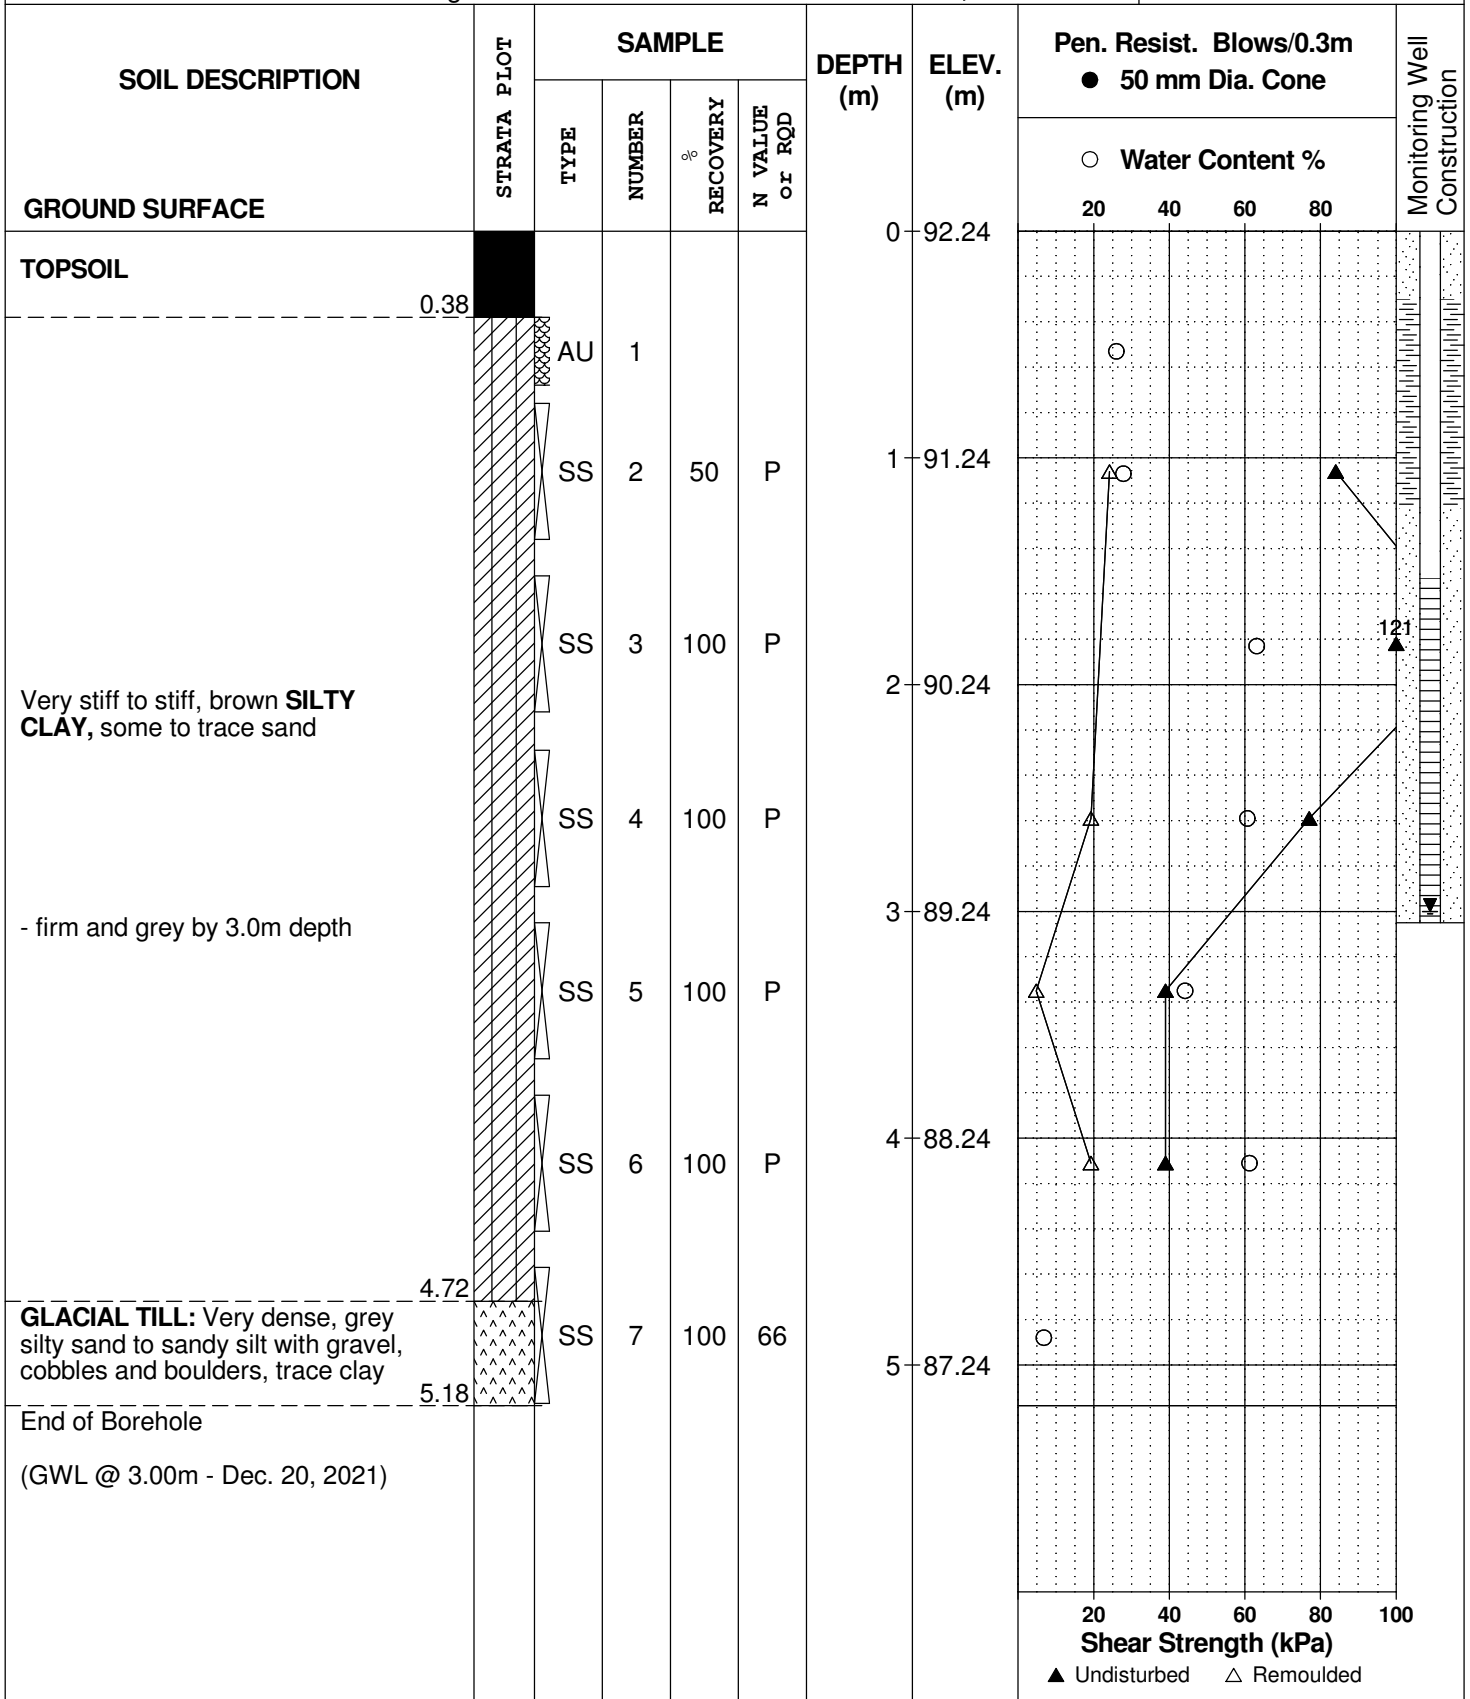 SOIL DESCRIPTION
GROUND SURFACE
STRATA PLOT
SAMPLE
TYPE
NUMBER
%
RECOVERY
N VALUE
or RQD
DEPTH
(m)
ELEV.
(m)
Pen. Resist. Blows/0.3m
● 50 mm Dia. Cone
○ Water Content %
20 40 60 80
Monitoring Well
Construction
0 92.24
TOPSOIL
0.38
AU 1
1 91.24
SS 2 50 P
121
SS 3 100 P
2 90.24
Very stiff to stiff, brown SILTY
CLAY, some to trace sand
SS 4 100 P
3 89.24
- firm and grey by 3.0m depth
SS 5 100 P
4 88.24
SS 6 100 P
4.72
GLACIAL TILL: Very dense, grey
silty sand to sandy silt with gravel,
cobbles and boulders, trace clay
SS 7 100 66
5 87.24
5.18
End of Borehole
(GWL @ 3.00m - Dec. 20, 2021)
20 40 60 80 100
Shear Strength (kPa)
▲ Undisturbed △ Remoulded